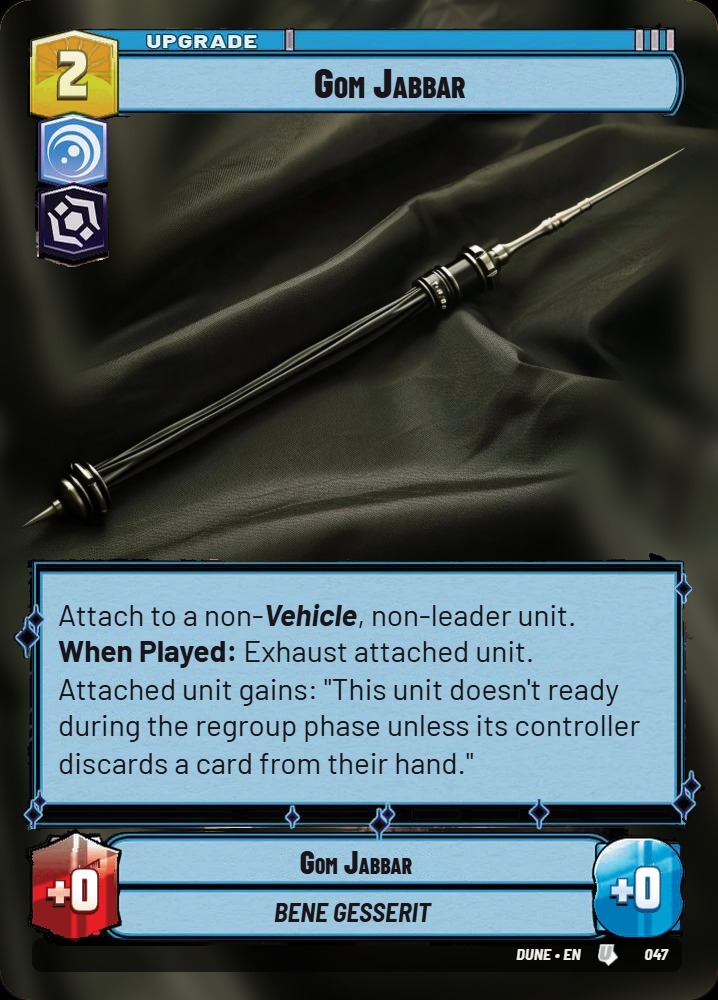 UPGRADE
2
Gom Jabbar
Attach to a non-Vehicle, non-leader unit.
When Played: Exhaust attached unit.
Attached unit gains: "This unit doesn't ready
during the regroup phase unless its controller
discards a card from their hand."
+0
Gom Jabbar
+0
BENE GESSERIT
DUNE • EN U 047